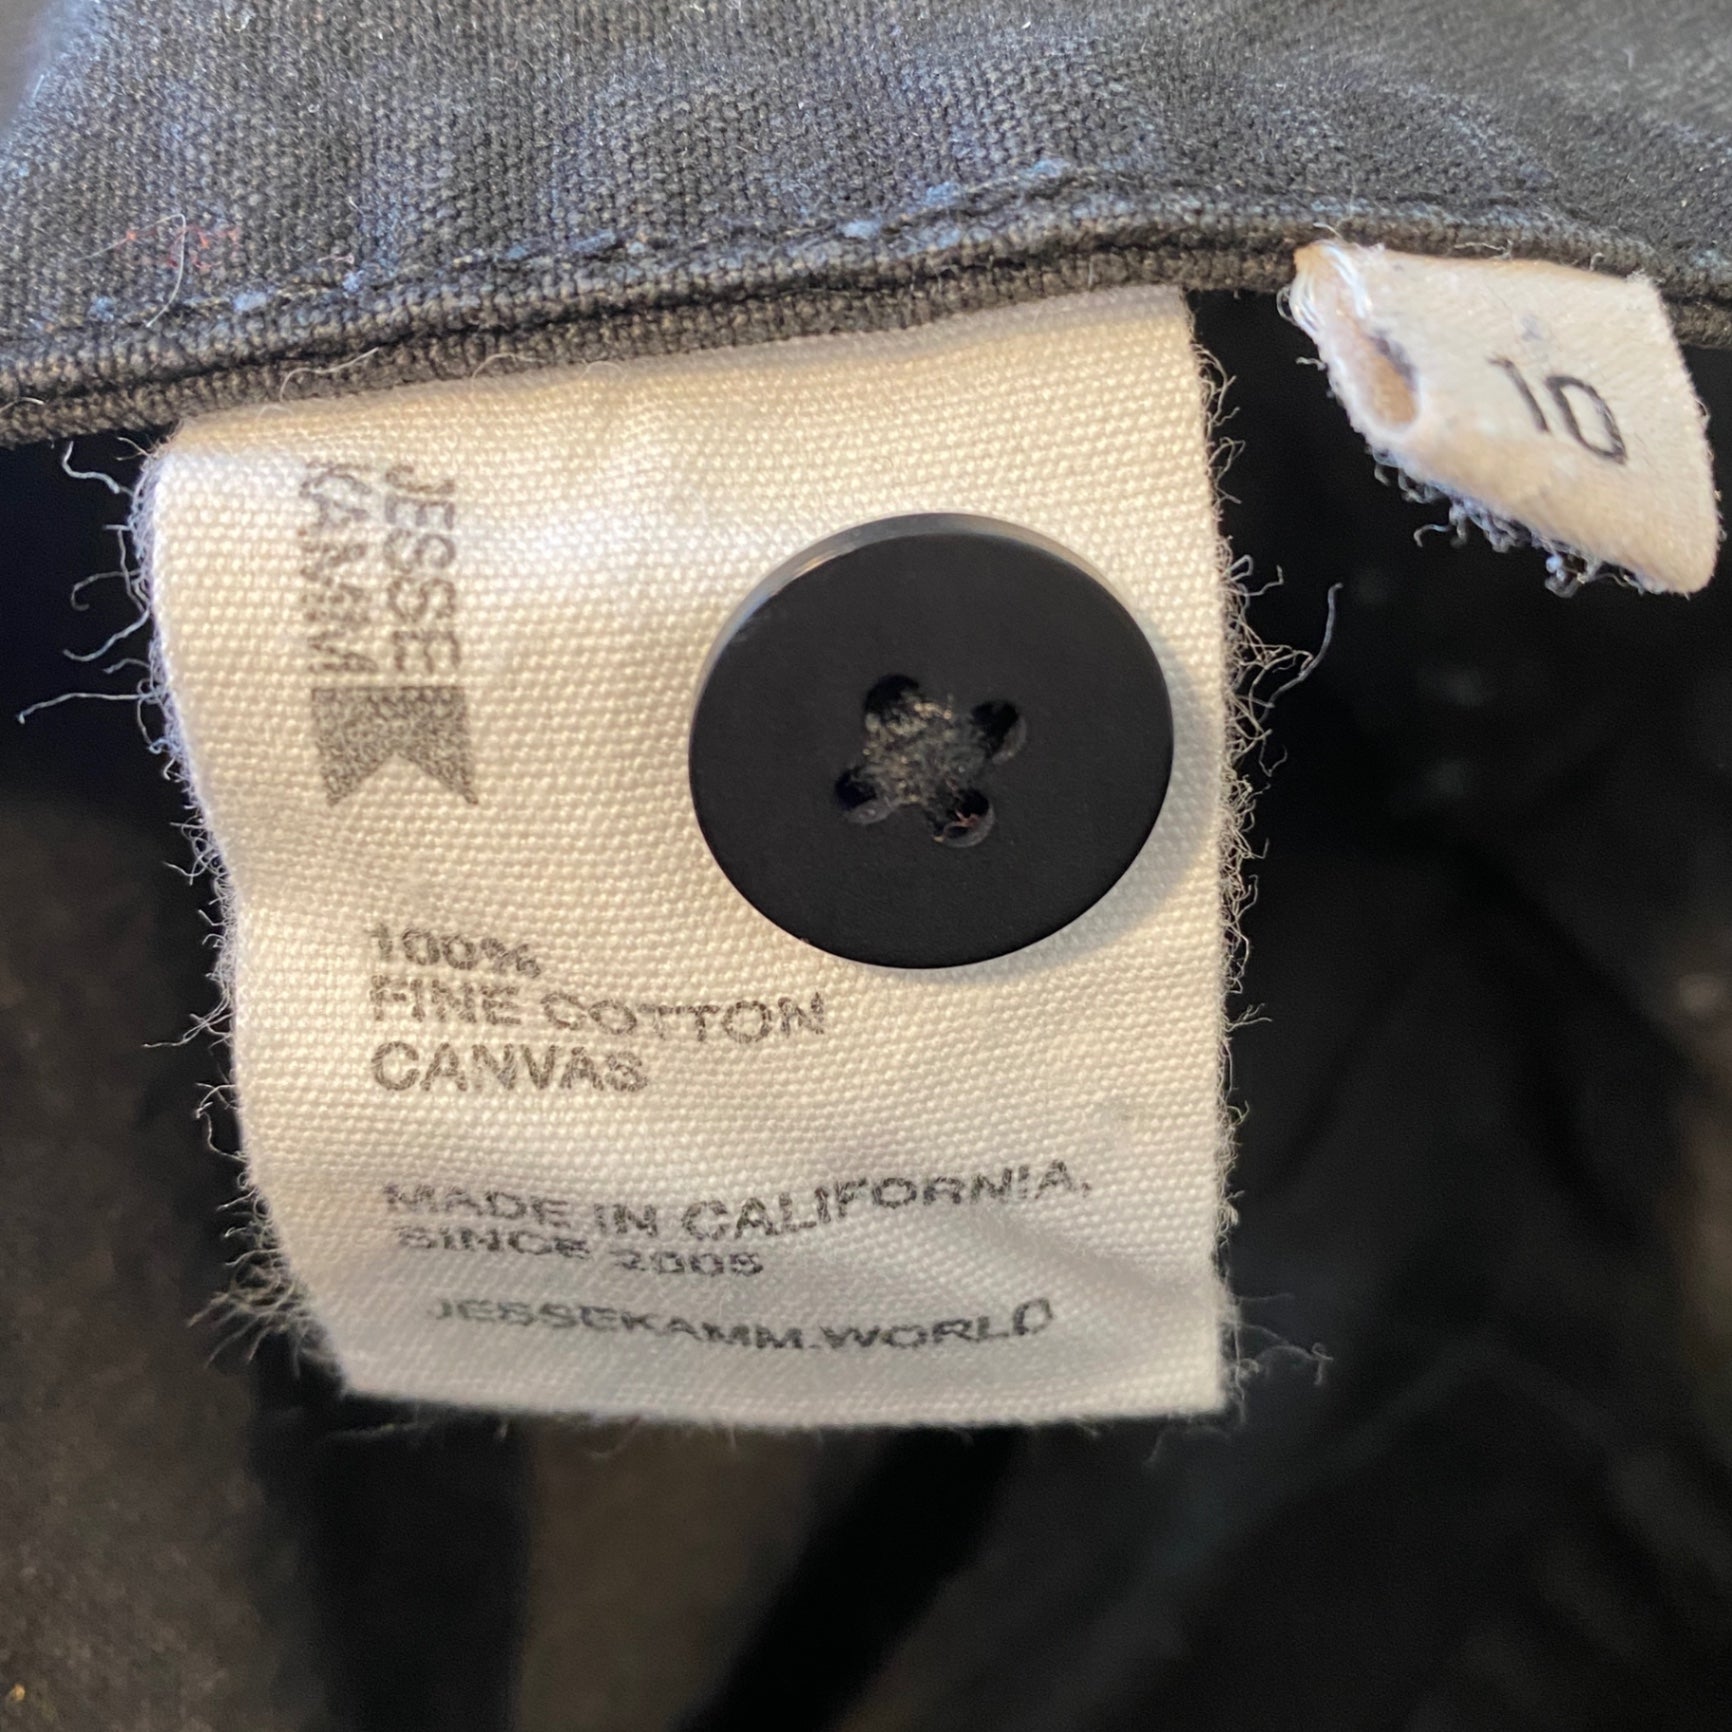 JESSE
KAMM
100%
FINE COTTON
CANVAS
MADE IN CALIFORNIA,
SINCE 2005
JESSEKAMM.WORLD
10